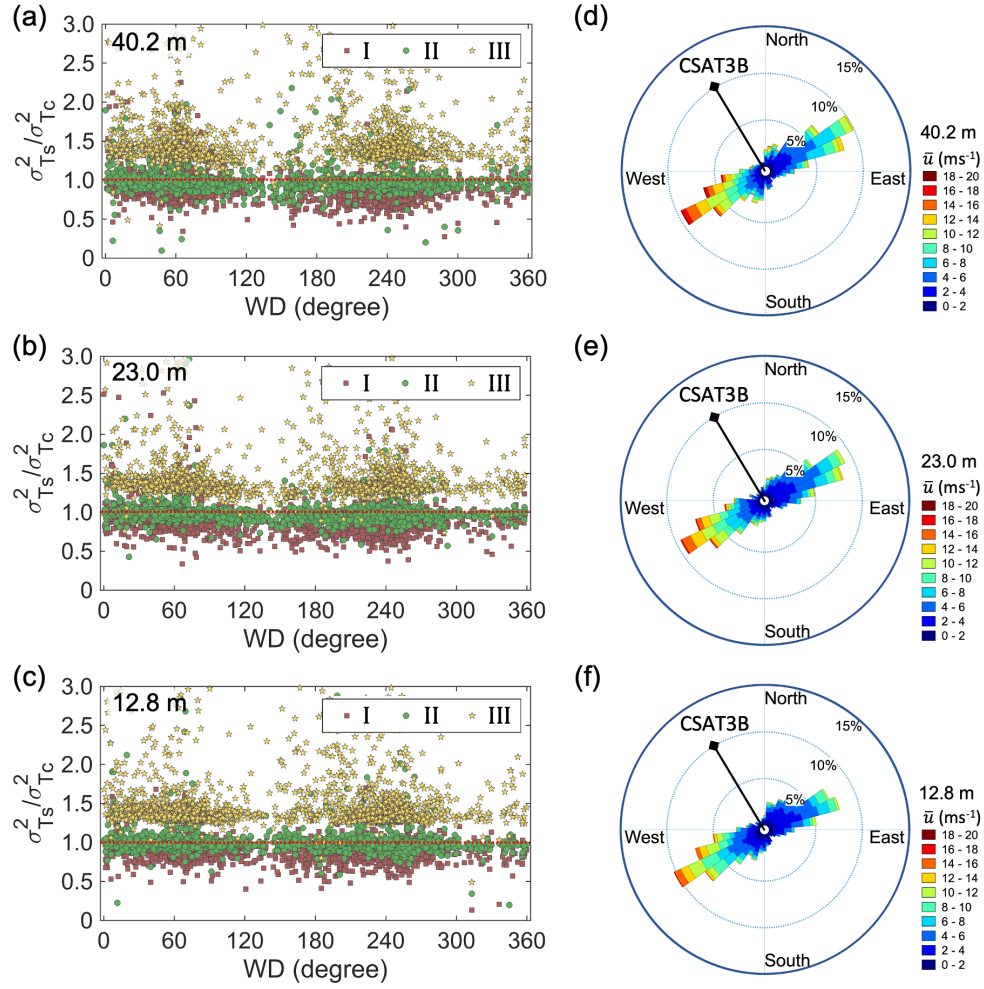 (a)
40.2 m
I II III
3.0
2.5
2.0
1.5
1.0
0.5
0
σ²Ts/σ²Tc
0 60 120 180 240 300 360
WD (degree)
(d)
North
15%
CSAT3B
10%
5%
West
East
South
40.2 m
u̅ (ms⁻¹)
18 - 20
16 - 18
14 - 16
12 - 14
10 - 12
8 - 10
6 - 8
4 - 6
2 - 4
0 - 2
(b)
23.0 m
I II III
3.0
2.5
2.0
1.5
1.0
0.5
0
σ²Ts/σ²Tc
0 60 120 180 240 300 360
WD (degree)
(e)
North
15%
CSAT3B
10%
5%
West
East
South
23.0 m
u̅ (ms⁻¹)
18 - 20
16 - 18
14 - 16
12 - 14
10 - 12
8 - 10
6 - 8
4 - 6
2 - 4
0 - 2
(c)
12.8 m
I II III
3.0
2.5
2.0
1.5
1.0
0.5
0
σ²Ts/σ²Tc
0 60 120 180 240 300 360
WD (degree)
(f)
North
15%
CSAT3B
10%
5%
West
East
South
12.8 m
u̅ (ms⁻¹)
18 - 20
16 - 18
14 - 16
12 - 14
10 - 12
8 - 10
6 - 8
4 - 6
2 - 4
0 - 2